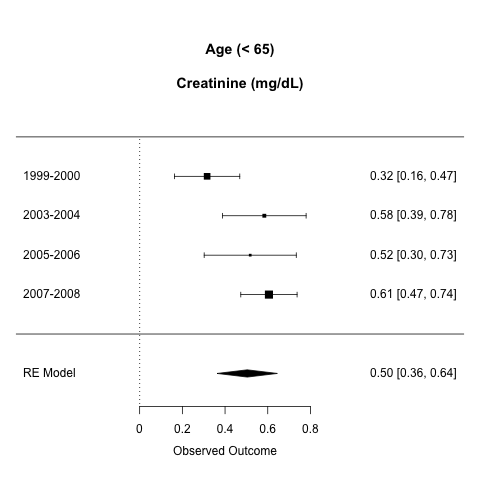 Age (< 65)
Creatinine (mg/dL)
1999-2000 0.32 [0.16, 0.47]
2003-2004 0.58 [0.39, 0.78]
2005-2006 0.52 [0.30, 0.73]
2007-2008 0.61 [0.47, 0.74]
RE Model 0.50 [0.36, 0.64]
0 0.2 0.4 0.6 0.8
Observed Outcome